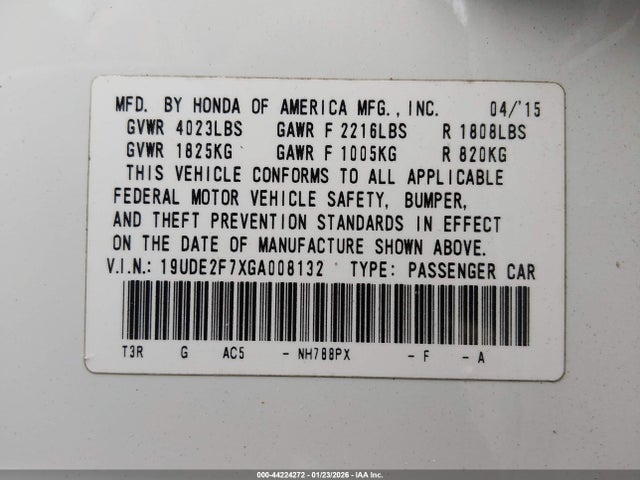 MFD. BY HONDA OF AMERICA MFG., INC. 04/'15
GVWR 4023LBS GAWR F 2216LBS R 1808LBS
GVWR 1825KG GAWR F 1005KG R 820KG
THIS VEHICLE CONFORMS TO ALL APPLICABLE
FEDERAL MOTOR VEHICLE SAFETY, BUMPER,
AND THEFT PREVENTION STANDARDS IN EFFECT
ON THE DATE OF MANUFACTURE SHOWN ABOVE.
V.I.N.: 19UDE2F7XGA008132 TYPE: PASSENGER CAR
T3R G AC5 - NH788PX - F - A
000-44224272 - 01/23/2026 - IAA Inc.